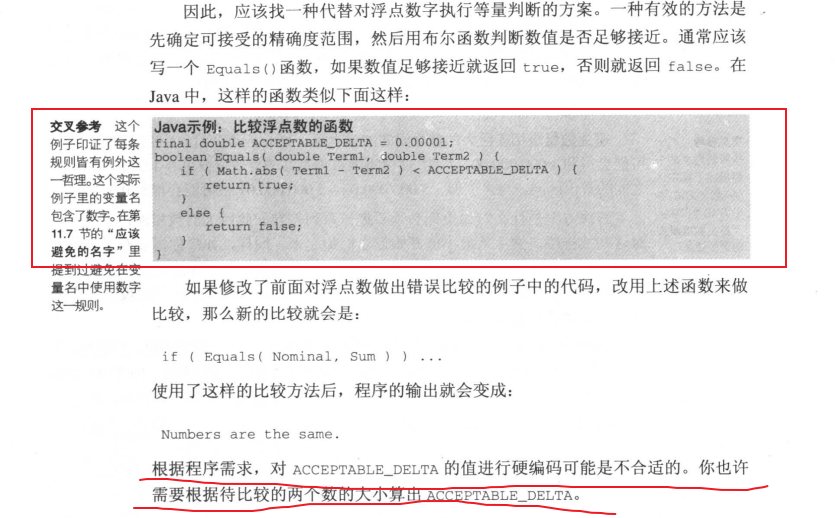 因此，应该找一种代替对浮点数字执行等量判断的方案。一种有效的方法是
先确定可接受的精确度范围，然后用布尔函数判断数值是否足够接近。通常应该
写一个 Equals()函数，如果数值足够接近就返回 true，否则就返回 false。在
Java 中，这样的函数类似下面这样：
交叉参考 这个
例子印证了每条
规则皆有例外这
一哲理。这个实际
例子里的变量名
包含了数字。在第
11.7 节的“应该
避免的名字”里
提到过避免在变
量名中使用数字
这一规则。
Java示例：比较浮点数的函数
final double ACCEPTABLE_DELTA = 0.00001;
boolean Equals( double Term1, double Term2 ) {
if ( Math.abs( Term1 - Term2 ) < ACCEPTABLE_DELTA ) {
return true;
}
else {
return false;
}
}
如果修改了前面对浮点数做出错误比较的例子中的代码，改用上述函数来做
比较，那么新的比较就会是：
if ( Equals( Nominal, Sum ) ) ...
使用了这样的比较方法后，程序的输出就会变成：
Numbers are the same.
根据程序需求，对 ACCEPTABLE_DELTA 的值进行硬编码可能是不合适的。你也许
需要根据待比较的两个数的大小算出 ACCEPTABLE_DELTA。